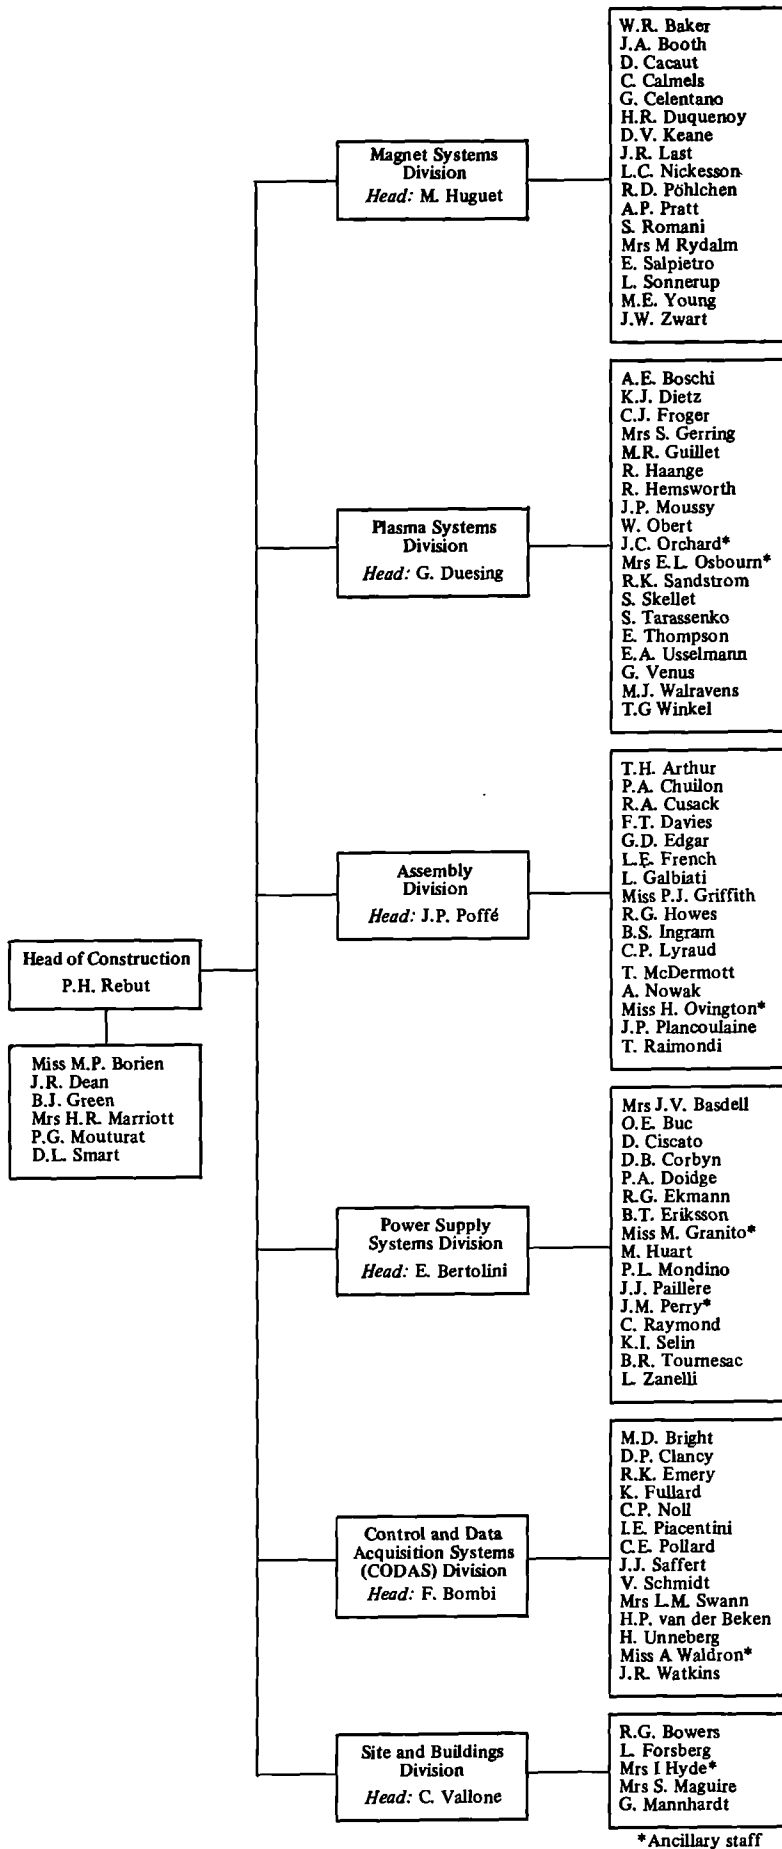 Head of Construction
P.H. Rebut
Miss M.P. Borien
J.R. Dean
B.J. Green
Mrs H.R. Marriott
P.G. Mouturat
D.L. Smart
Magnet Systems
Division
Head: M. Huguet
W.R. Baker
J.A. Booth
D. Cacaut
C. Calmels
G. Celentano
H.R. Duquenoy
D.V. Keane
J.R. Last
L.C. Nickesson
R.D. Pöhlchen
A.P. Pratt
S. Romani
Mrs M Rydalm
E. Salpietro
L. Sonnerup
M.E. Young
J.W. Zwart
Plasma Systems
Division
Head: G. Duesing
A.E. Boschi
K.J. Dietz
C.J. Froger
Mrs S. Gerring
M.R. Guillet
R. Haange
R. Hemsworth
J.P. Moussy
W. Obert
J.C. Orchard*
Mrs E.L. Osbourn*
R.K. Sandstrom
S. Skellet
S. Tarassenko
E. Thompson
E.A. Usselmann
G. Venus
M.J. Walravens
T.G Winkel
Assembly
Division
Head: J.P. Poffé
T.H. Arthur
P.A. Chuilon
R.A. Cusack
F.T. Davies
G.D. Edgar
L.E. French
L. Galbiati
Miss P.J. Griffith
R.G. Howes
B.S. Ingram
C.P. Lyraud
T. McDermott
A. Nowak
Miss H. Ovington*
J.P. Plancoulaine
T. Raimondi
Power Supply
Systems Division
Head: E. Bertolini
Mrs J.V. Basdell
O.E. Buc
D. Ciscato
D.B. Corbyn
P.A. Doidge
R.G. Ekmann
B.T. Eriksson
Miss M. Granito*
M. Huart
P.L. Mondino
J.J. Paillère
J.M. Perry*
C. Raymond
K.I. Selin
B.R. Tournesac
L. Zanelli
Control and Data
Acquisition Systems
(CODAS) Division
Head: F. Bombi
M.D. Bright
D.P. Clancy
R.K. Emery
K. Fullard
C.P. Noll
I.E. Piacentini
C.E. Pollard
J.J. Saffert
V. Schmidt
Mrs L.M. Swann
H.P. van der Beken
H. Unneberg
Miss A Waldron*
J.R. Watkins
Site and Buildings
Division
Head: C. Vallone
R.G. Bowers
L. Forsberg
Mrs I Hyde*
Mrs S. Maguire
G. Mannhardt
*Ancillary staff